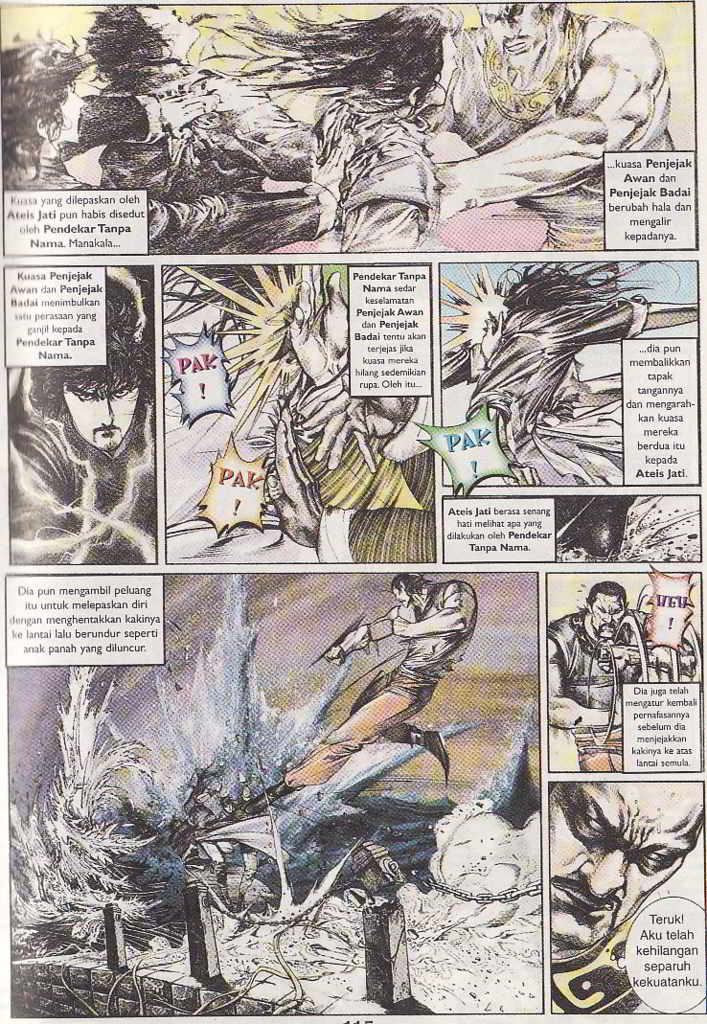 Kuasa yang dilepaskan oleh
Ateis Jati pun habis disedut
oleh Pendekar Tanpa
Nama. Manakala...
...kuasa Penjejak
Awan dan
Penjejak Badai
berubah hala dan
mengalir
kepadanya.
Kuasa Penjejak
Awan dan Penjejak
Badai menimbulkan
satu perasaan yang
ganjil kepada
Pendekar Tanpa
Nama.
PAK
!
PAK
!
Pendekar Tanpa
Nama sedar
keselamatan
Penjejak Awan
dan Penjejak
Badai tentu akan
terjejas jika
kuasa mereka
hilang sedemikian
rupa. Oleh itu...
PAK
!
...dia pun
membalikkan
tapak
tangannya
dan mengarah-
kan kuasa
mereka
berdua itu
kepada
Ateis Jati.
Ateis Jati berasa senang
hati melihat apa yang
dilakukan oleh Pendekar
Tanpa Nama.
Dia pun mengambil peluang
itu untuk melepaskan diri
dengan menghentakkan kakinya
ke lantai lalu berundur seperti
anak panah yang diluncur.
!
Dia juga telah
mengatur kembali
pernafasannya
sebelum dia
menjejakkan
kakinya ke atas
lantai semula.
Teruk!
Aku telah
kehilangan
separuh
kekuatanku.